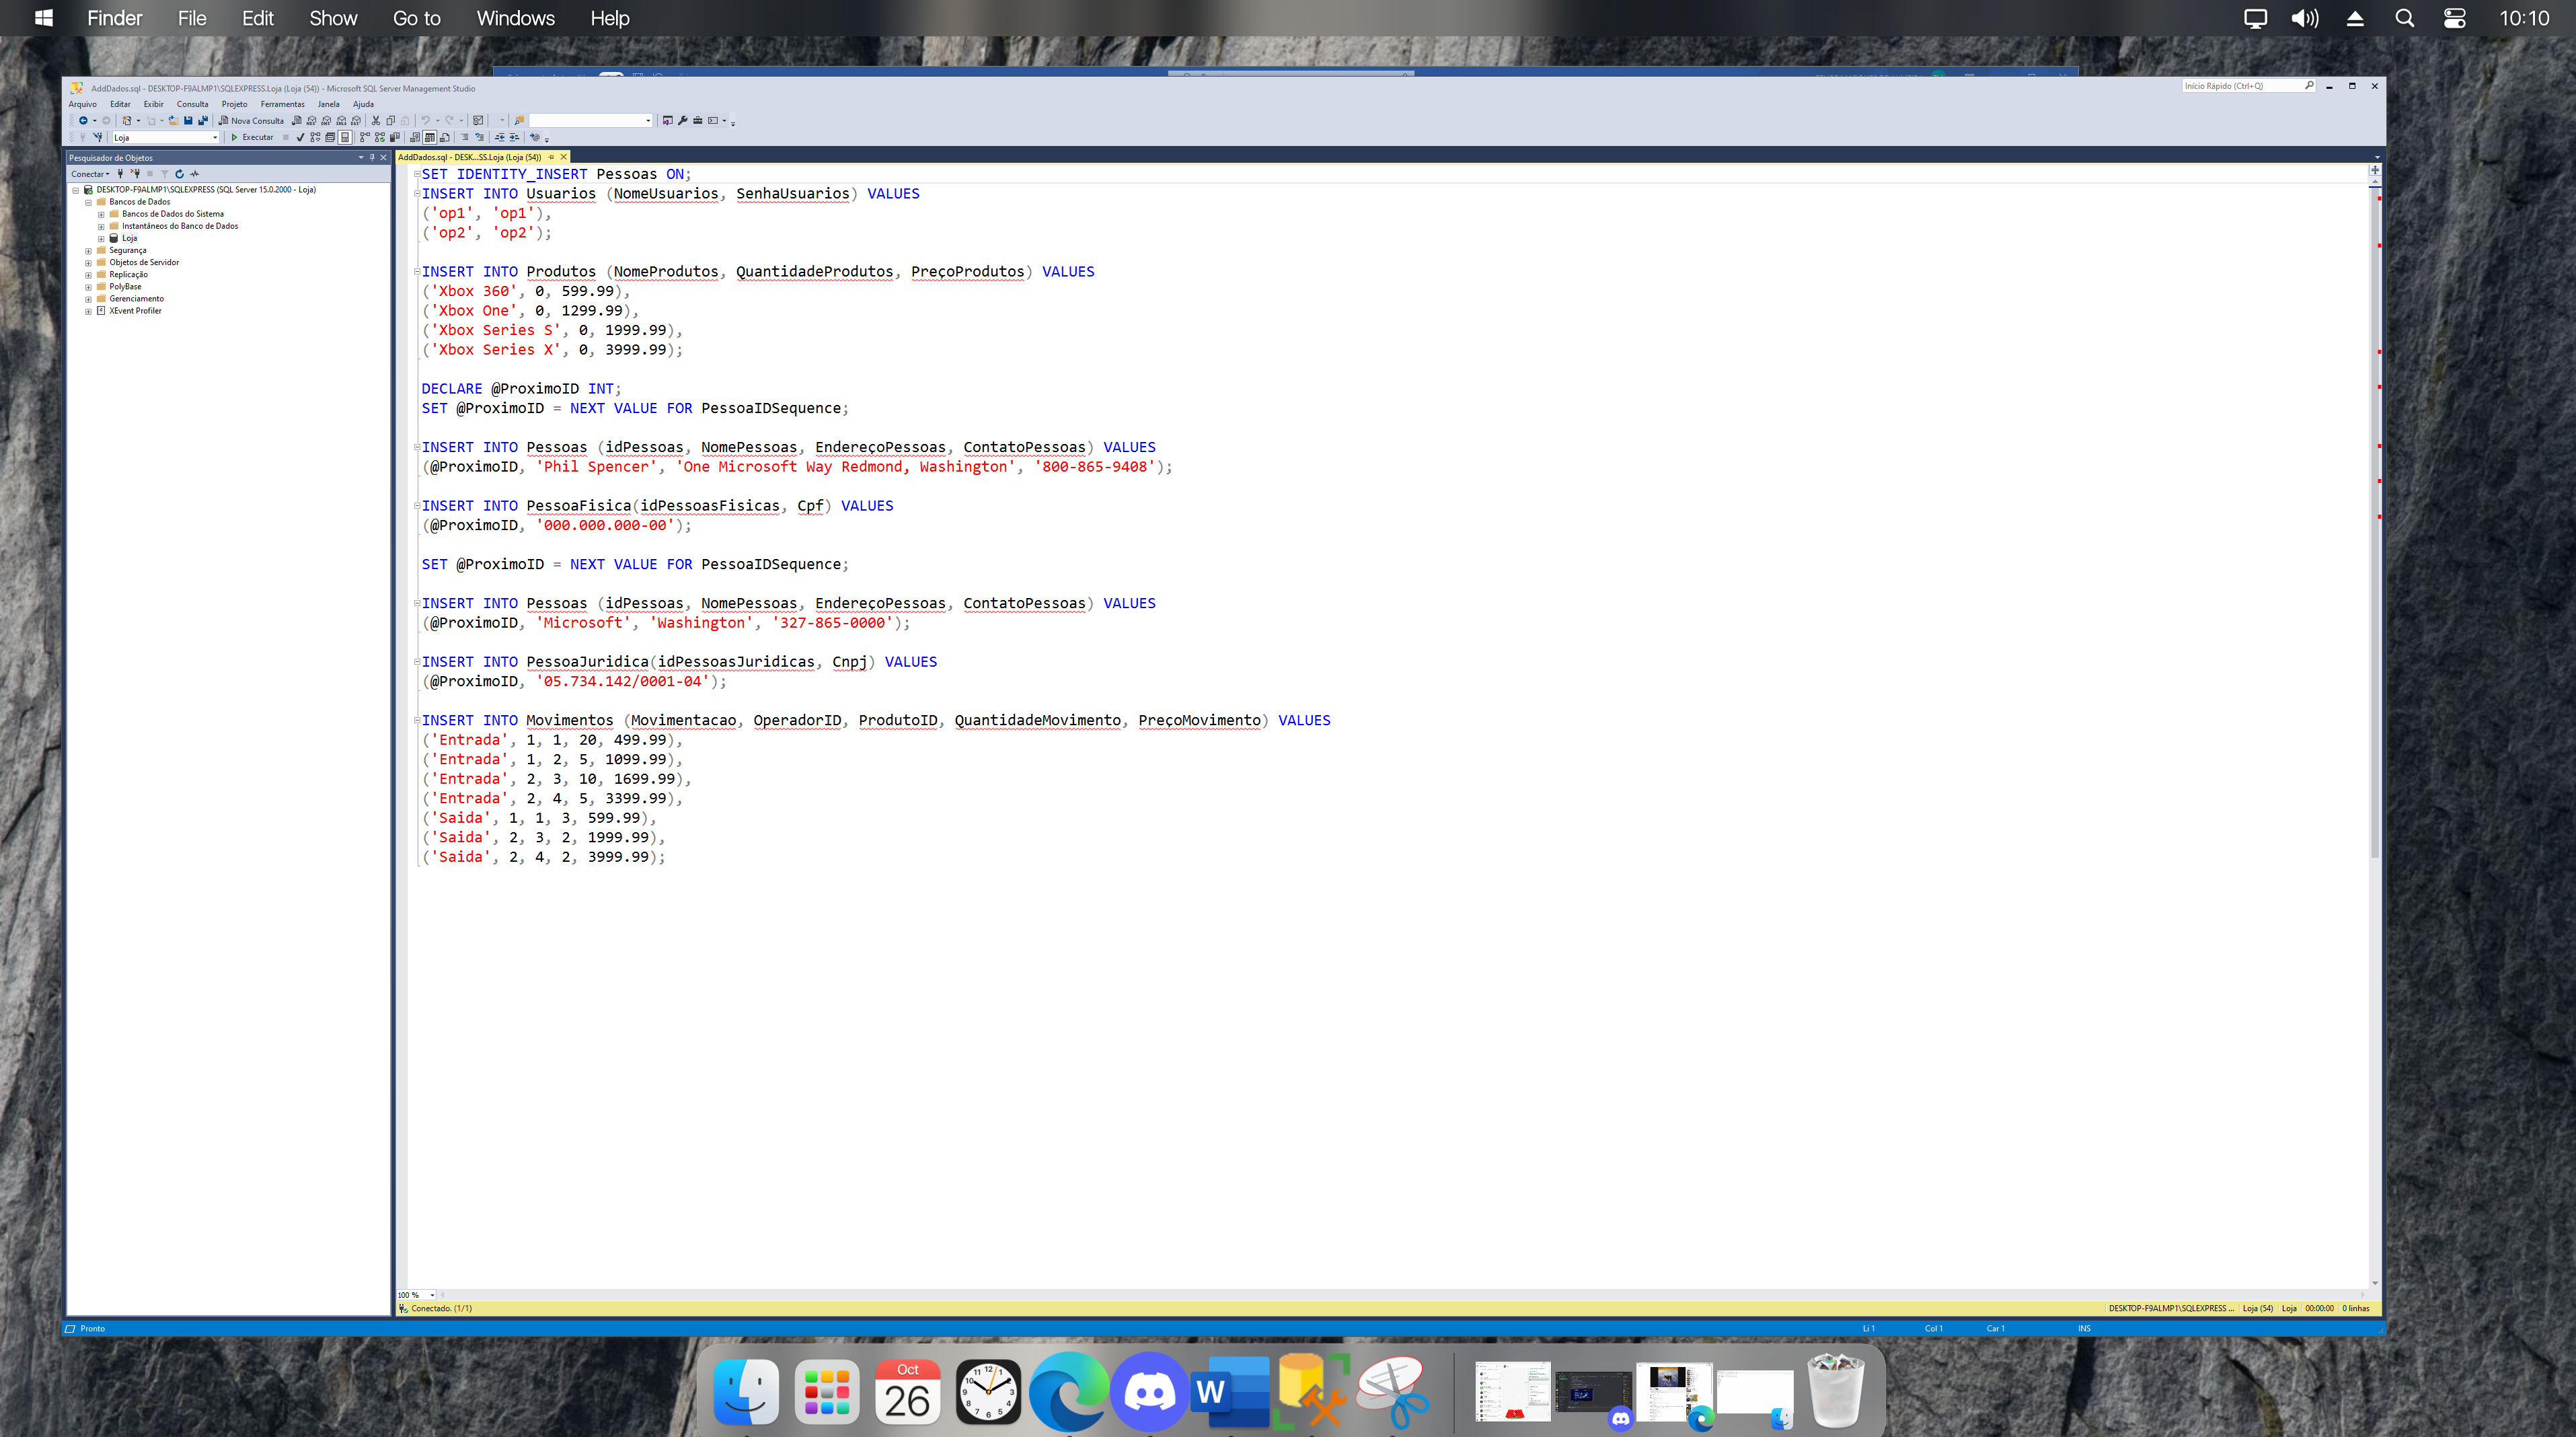 Finder File Edit Show Go to Windows Help 10:10
AddDados.sql - DESKTOP-F9ALMP1\SQLEXPRESS.Loja (Loja (54)) - Microsoft SQL Server Management Studio
Início Rápido (Ctrl+Q)
Arquivo Editar Exibir Consulta Projeto Ferramentas Janela Ajuda
Nova Consulta
Loja Executar
Pesquisador de Objetos
AddDados.sql - DESK...SS.Loja (Loja (54))
Conectar
DESKTOP-F9ALMP1\SQLEXPRESS (SQL Server 15.0.2000 - Loja)
Bancos de Dados
Bancos de Dados do Sistema
Instantâneos do Banco de Dados
Loja
Segurança
Objetos de Servidor
Replicação
PolyBase
Gerenciamento
XEvent Profiler
SET IDENTITY_INSERT Pessoas ON;
INSERT INTO Usuarios (NomeUsuarios, SenhaUsuarios) VALUES
('op1', 'op1'),
('op2', 'op2');
INSERT INTO Produtos (NomeProdutos, QuantidadeProdutos, PreçoProdutos) VALUES
('Xbox 360', 0, 599.99),
('Xbox One', 0, 1299.99),
('Xbox Series S', 0, 1999.99),
('Xbox Series X', 0, 3999.99);
DECLARE @ProximoID INT;
SET @ProximoID = NEXT VALUE FOR PessoaIDSequence;
INSERT INTO Pessoas (idPessoas, NomePessoas, EndereçoPessoas, ContatoPessoas) VALUES
(@ProximoID, 'Phil Spencer', 'One Microsoft Way Redmond, Washington', '800-865-9408');
INSERT INTO PessoaFisica(idPessoasFisicas, Cpf) VALUES
(@ProximoID, '000.000.000-00');
SET @ProximoID = NEXT VALUE FOR PessoaIDSequence;
INSERT INTO Pessoas (idPessoas, NomePessoas, EndereçoPessoas, ContatoPessoas) VALUES
(@ProximoID, 'Microsoft', 'Washington', '327-865-0000');
INSERT INTO PessoaJuridica(idPessoasJuridicas, Cnpj) VALUES
(@ProximoID, '05.734.142/0001-04');
INSERT INTO Movimentos (Movimentacao, OperadorID, ProdutoID, QuantidadeMovimento, PreçoMovimento) VALUES
('Entrada', 1, 1, 20, 499.99),
('Entrada', 1, 2, 5, 1099.99),
('Entrada', 2, 3, 10, 1699.99),
('Entrada', 2, 4, 5, 3399.99),
('Saida', 1, 1, 3, 599.99),
('Saida', 2, 3, 2, 1999.99),
('Saida', 2, 4, 2, 3999.99);
100 %
Conectado. (1/1) DESKTOP-F9ALMP1\SQLEXPRESS ... Loja (54) Loja 00:00:00 0 linhas
Pronto Li 1 Col 1 Car 1 INS
Oct
26
12 1 2 3 4 5 6 7 8 9 10 11
W